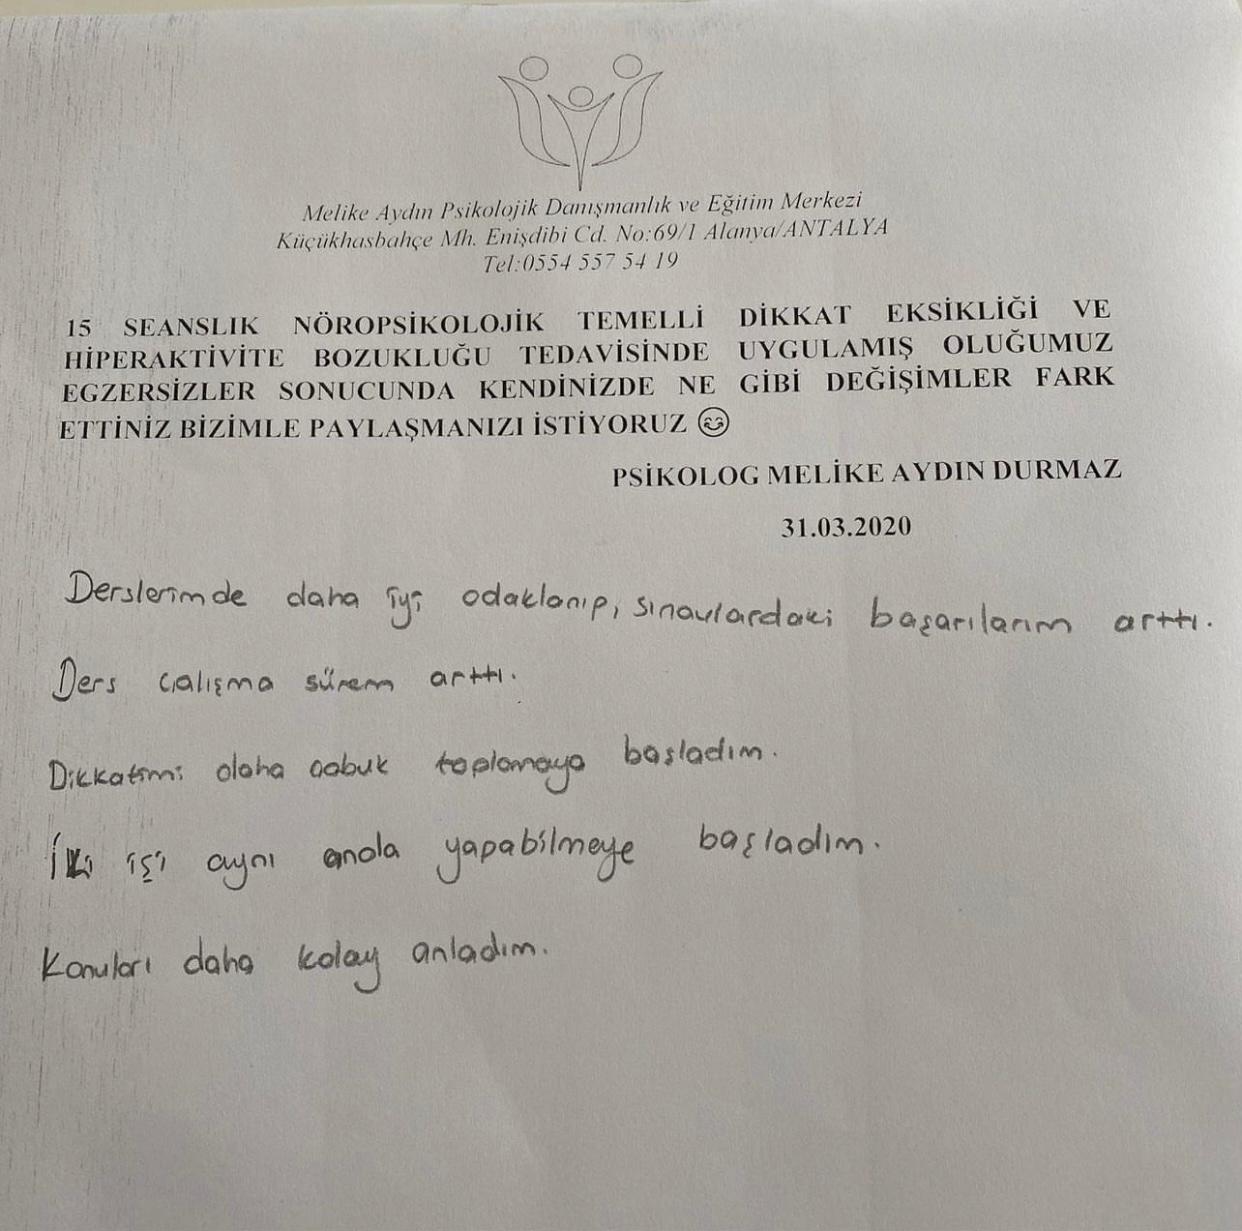 Melike Aydın Psikolojik Danışmanlık ve Eğitim Merkezi
Küçükhasbahçe Mh. Enişdibi Cd. No:69/1 Alanya/ANTALYA
Tel:0554 557 54 19
15 SEANSLIK NÖROPSİKOLOJİK TEMELLİ DİKKAT EKSİKLİĞİ VE
HİPERAKTİVİTE BOZUKLUĞU TEDAVİSİNDE UYGULAMIŞ OLUĞUMUZ
EGZERSİZLER SONUCUNDA KENDİNİZDE NE GİBİ DEĞİŞİMLER FARK
ETTİNİZ BİZİMLE PAYLAŞMANIZI İSTİYORUZ 😊
PSİKOLOG MELİKE AYDIN DURMAZ
31.03.2020
Derslerimde daha iyi odaklanıp, sınavlardaki başarılarım arttı.
Ders çalışma sürem arttı.
Dikkatimi daha çabuk toplamaya başladım.
İki işi aynı anda yapabilmeye başladım.
Konuları daha kolay anladım.